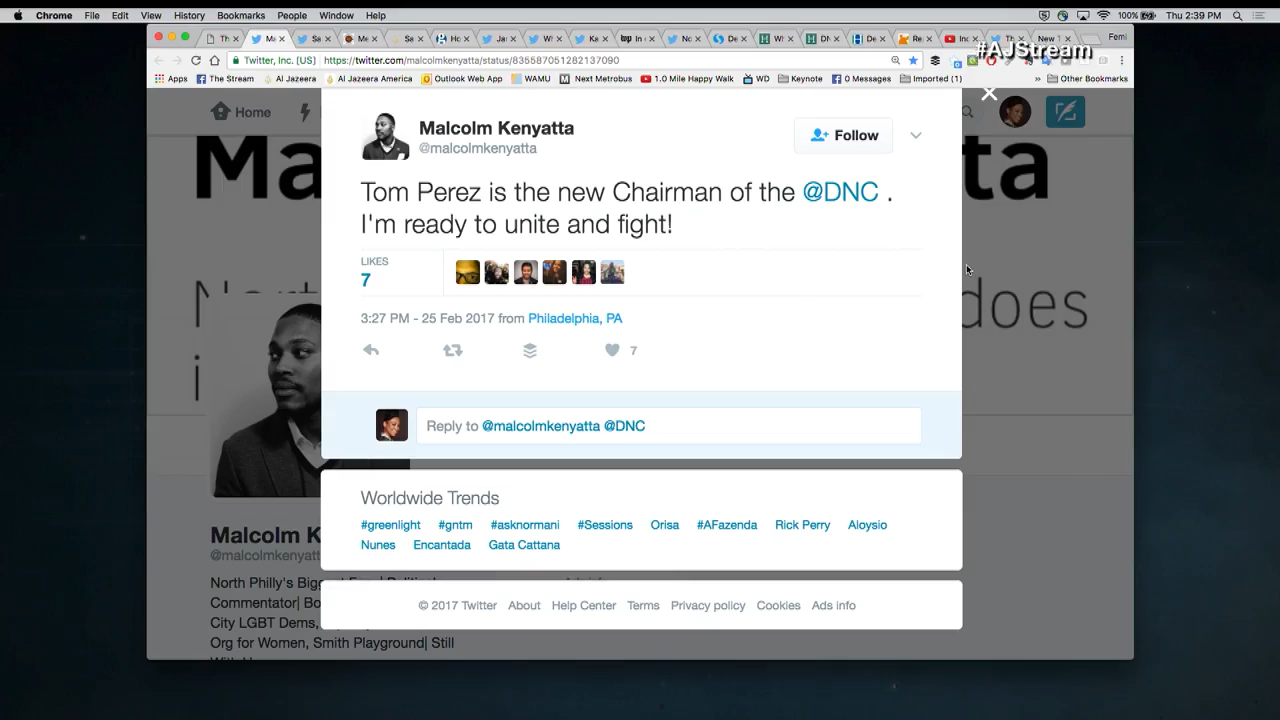 Chrome File Edit View History Bookmarks People Window Help 100% Thu 2:39 PM
Femi
#AJStream
Twitter, Inc. [US] https://twitter.com/malcolmkenyatta/status/835587051282137090
Apps The Stream Al Jazeera Al Jazeera America Outlook Web App WAMU Next Metrobus 1.0 Mile Happy Walk WD Keynote 0 Messages Imported (1) » Other Bookmarks
Home
Malcolm Kenyatta
@malcolmkenyatta
Follow
Tom Perez is the new Chairman of the @DNC .
I'm ready to unite and fight!
LIKES
7
3:27 PM - 25 Feb 2017 from Philadelphia, PA
7
does
Reply to @malcolmkenyatta @DNC
Worldwide Trends
#greenlight #gntm #asknormani #Sessions Orisa #AFazenda Rick Perry Aloysio
Nunes Encantada Gata Cattana
Malcolm K
@malcolmkenyatt
North Philly's Big
Commentator| Bo
City LGBT Dems,
Org for Women, Smith Playground| Still
© 2017 Twitter About Help Center Terms Privacy policy Cookies Ads info